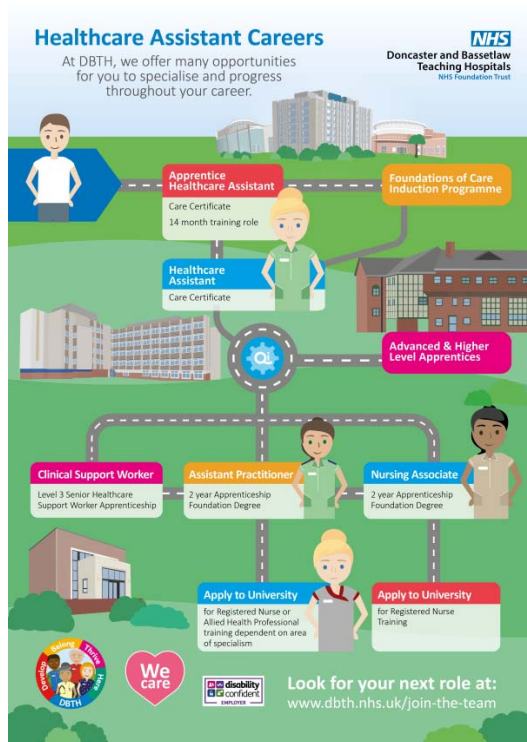 Healthcare Assistant Careers
At DBTH, we offer many opportunities
for you to specialise and progress
throughout your career.
NHS
Doncaster and Bassetlaw
Teaching Hospitals
NHS Foundation Trust
Apprentice
Healthcare Assistant
Care Certificate
14 month training role
Foundations of Care
Induction Programme
Healthcare
Assistant
Care Certificate
Qi
Advanced & Higher
Level Apprentices
Clinical Support Worker
Level 3 Senior Healthcare
Support Worker Apprenticeship
Assistant Practitioner
2 year Apprenticeship
Foundation Degree
Nursing Associate
2 year Apprenticeship
Foundation Degree
Apply to University
for Registered Nurse or
Allied Health Professional
training dependent on area
of specialism
Apply to University
for Registered Nurse
Training
Develop
Belong
Thrive
Here
DBTH
We
care
disability
confident
EMPLOYER
Look for your next role at:
www.dbth.nhs.uk/join-the-team